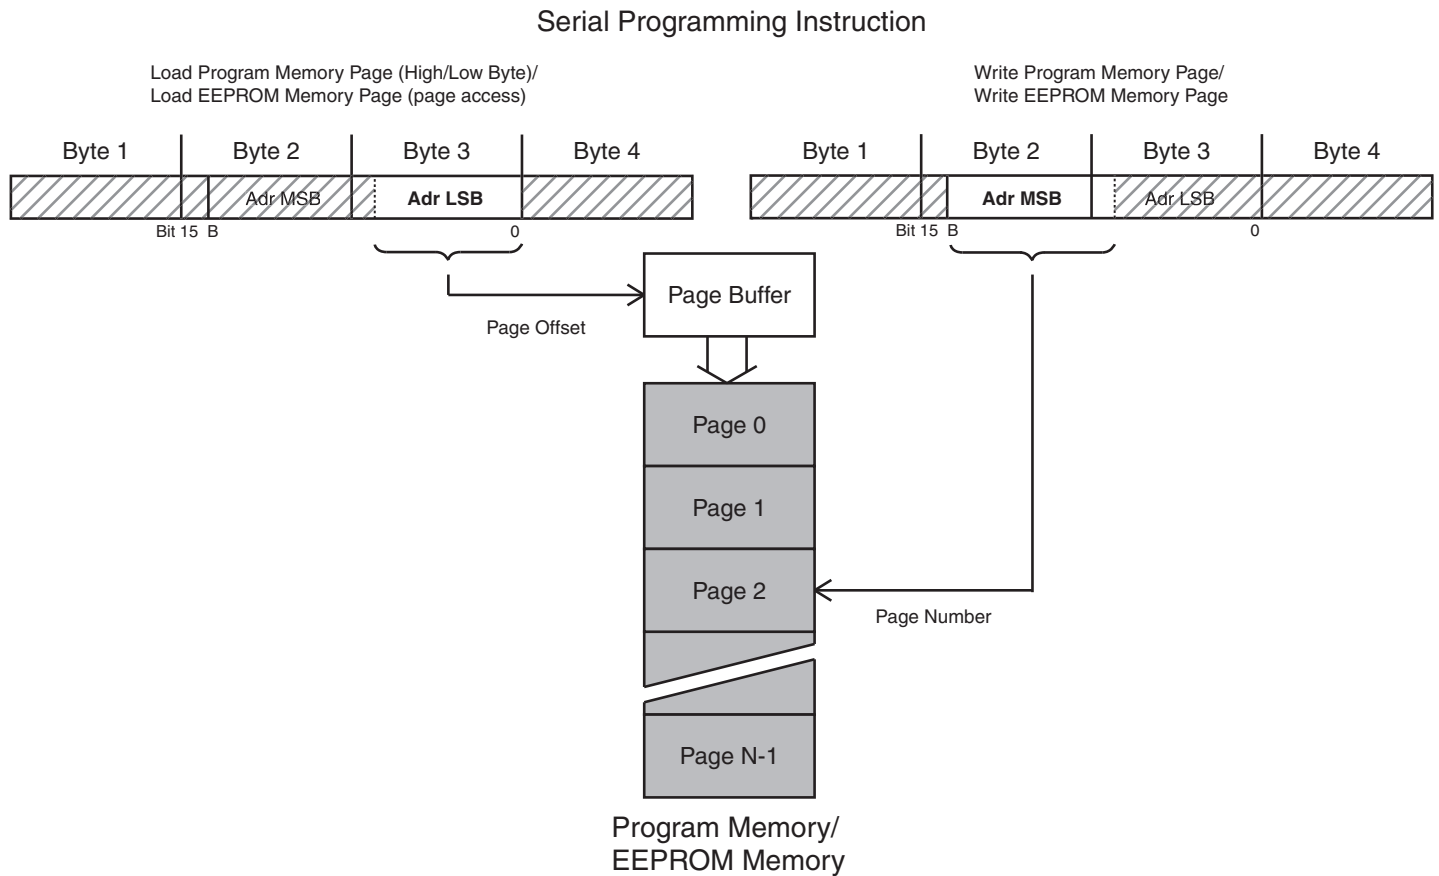 Serial Programming Instruction
Load Program Memory Page (High/Low Byte)/
Load EEPROM Memory Page (page access)
Write Program Memory Page/
Write EEPROM Memory Page
Byte 1 Byte 2 Byte 3 Byte 4
Adr MSB Adr LSB
Bit 15 B 0
Byte 1 Byte 2 Byte 3 Byte 4
Adr MSB Adr LSB
Bit 15 B 0
Page Buffer
Page Offset
Page 0
Page 1
Page 2
Page Number
Page N-1
Program Memory/
EEPROM Memory